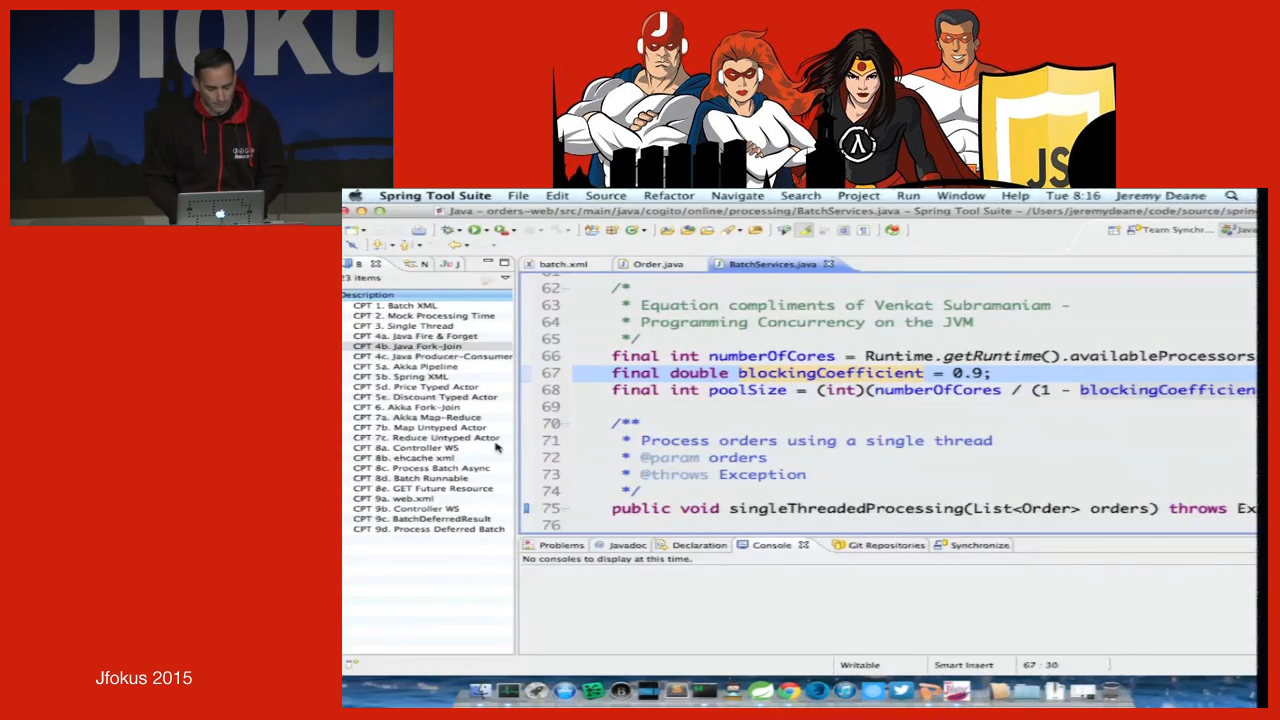 Jfokus
J
JS
Spring Tool Suite File Edit Source Refactor Navigate Search Project Run Window Help Tue 8:16 Jeremy Deane
Java – orders-web/src/main/java/cogito/online/processing/BatchServices.java – Spring Tool Suite – /Users/jeremydeane/code/source/spring
Team Synchr... Java
B N Ju J
batch.xml Order.java BatchServices.java
23 items
Description
CPT 1. Batch XML
CPT 2. Mock Processing Time
CPT 3. Single Thread
CPT 4a. Java Fire & Forget
CPT 4b. Java Fork-Join
CPT 4c. Java Producer-Consumer
CPT 5a. Akka Pipeline
CPT 5b. Spring XML
CPT 5d. Price Typed Actor
CPT 5e. Discount Typed Actor
CPT 6. Akka Fork-Join
CPT 7a. Akka Map-Reduce
CPT 7b. Map Untyped Actor
CPT 7c. Reduce Untyped Actor
CPT 8a. Controller WS
CPT 8b. ehcache xml
CPT 8c. Process Batch Async
CPT 8d. Batch Runnable
CPT 8e. GET Future Resource
CPT 9a. web.xml
CPT 9b. Controller WS
CPT 9c. BatchDeferredResult
CPT 9d. Process Deferred Batch
62 /*
63 * Equation compliments of Venkat Subramaniam -
64 * Programming Concurrency on the JVM
65 */
66 final int numberOfCores = Runtime.getRuntime().availableProcessors
67 final double blockingCoefficient = 0.9;
68 final int poolSize = (int)(numberOfCores / (1 - blockingCoefficien
69
70 /**
71 * Process orders using a single thread
72 * @param orders
73 * @throws Exception
74 */
75 public void singleThreadedProcessing(List<Order> orders) throws Ex
76
Problems Javadoc Declaration Console Git Repositories Synchronize
No consoles to display at this time.
Writable Smart Insert 67 : 30
Jfokus 2015